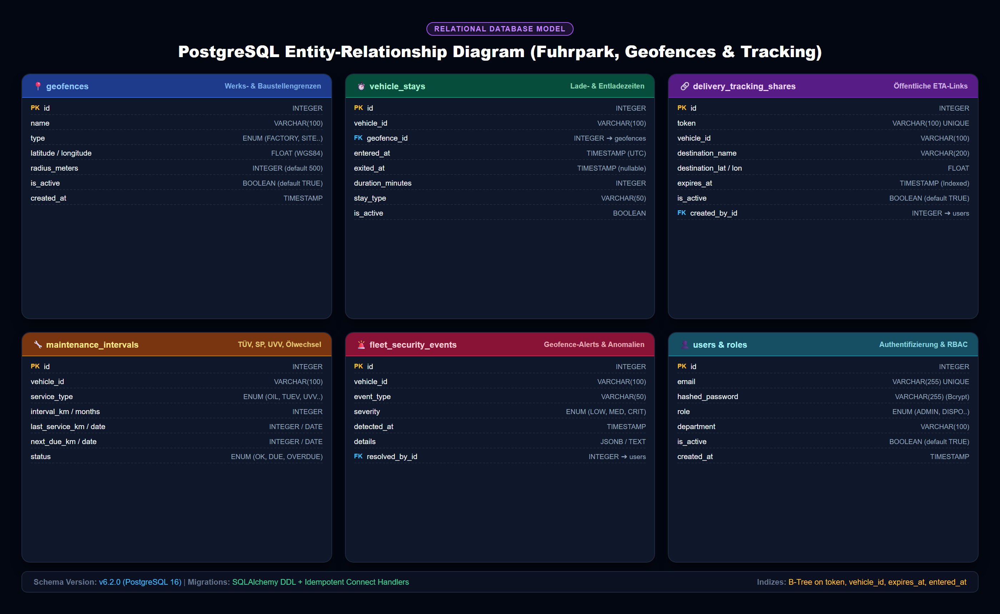 RELATIONAL DATABASE MODEL
PostgreSQL Entity-Relationship Diagram (Fuhrpark, Geofences & Tracking)
geofences Werks- & Baustellengrenzen
PK id INTEGER
name VARCHAR(100)
type ENUM (FACTORY, SITE..)
latitude / longitude FLOAT (WGS84)
radius_meters INTEGER (default 500)
is_active BOOLEAN (default TRUE)
created_at TIMESTAMP
vehicle_stays Lade- & Entladezeiten
PK id INTEGER
vehicle_id VARCHAR(100)
FK geofence_id INTEGER ➔ geofences
entered_at TIMESTAMP (UTC)
exited_at TIMESTAMP (nullable)
duration_minutes INTEGER
stay_type VARCHAR(50)
is_active BOOLEAN
delivery_tracking_shares Öffentliche ETA-Links
PK id INTEGER
token VARCHAR(100) UNIQUE
vehicle_id VARCHAR(100)
destination_name VARCHAR(200)
destination_lat / lon FLOAT
expires_at TIMESTAMP (Indexed)
is_active BOOLEAN (default TRUE)
FK created_by_id INTEGER ➔ users
maintenance_intervals TÜV, SP, UVV, Ölwechsel
PK id INTEGER
vehicle_id VARCHAR(100)
service_type ENUM (OIL, TUEV, UVV..)
interval_km / months INTEGER
last_service_km / date INTEGER / DATE
next_due_km / date INTEGER / DATE
status ENUM (OK, DUE, OVERDUE)
fleet_security_events Geofence-Alerts & Anomalien
PK id INTEGER
vehicle_id VARCHAR(100)
event_type VARCHAR(50)
severity ENUM (LOW, MED, CRIT)
detected_at TIMESTAMP
details JSONB / TEXT
FK resolved_by_id INTEGER ➔ users
users & roles Authentifizierung & RBAC
PK id INTEGER
email VARCHAR(255) UNIQUE
hashed_password VARCHAR(255) (Bcrypt)
role ENUM (ADMIN, DISPO..)
department VARCHAR(100)
is_active BOOLEAN (default TRUE)
created_at TIMESTAMP
Schema Version: v6.2.0 (PostgreSQL 16) | Migrations: SQLAlchemy DDL + Idempotent Connect Handlers
Indizes: B-Tree on token, vehicle_id, expires_at, entered_at